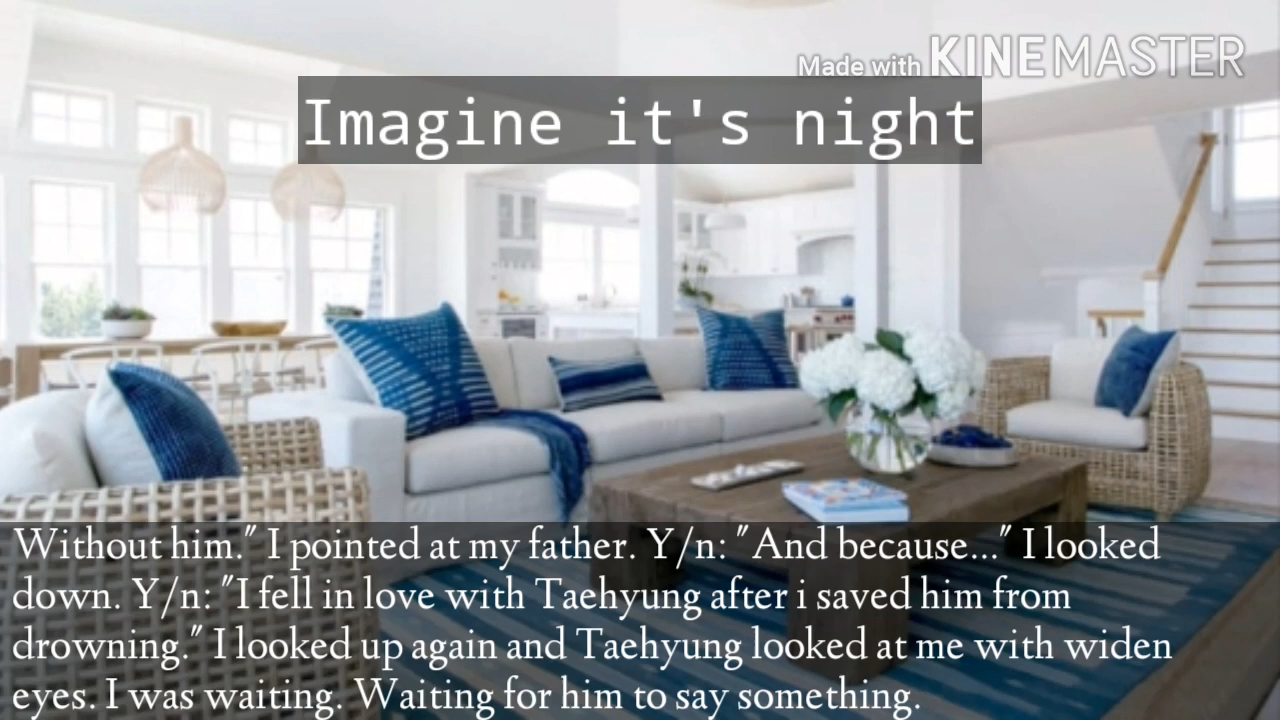 Made with KINEMASTER
Imagine it's night
Without him." I pointed at my father. Y/n: "And because..." I looked
down. Y/n: "I fell in love with Taehyung after i saved him from
drowning." I looked up again and Taehyung looked at me with widen
eyes. I was waiting. Waiting for him to say something.